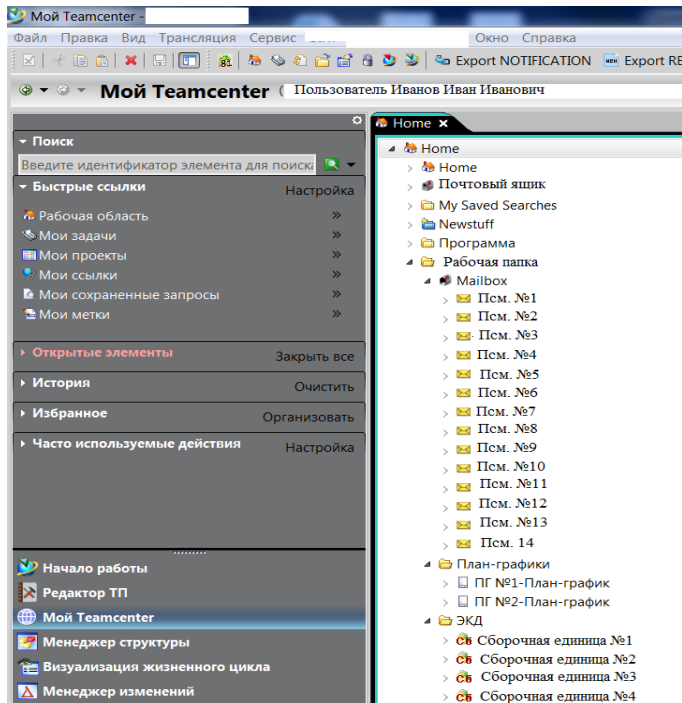 Мой Teamcenter -
Файл Правка Вид Трансляция Сервис Окно Справка
Export NOTIFICATION Export RE
Мой Teamcenter ( Пользователь Иванов Иван Иванович
Home
Поиск
Введите идентификатор элемента для поиск
Быстрые ссылки Настройка
Рабочая область »
Мои задачи »
Мои проекты »
Мои ссылки »
Мои сохраненные запросы »
Мои метки »
Открытые элементы Закрыть все
История Очистить
Избранное Организовать
Часто используемые действия Настройка
Начало работы
Редактор ТП
Мой Teamcenter
Менеджер структуры
Визуализация жизненного цикла
Менеджер изменений
Home
Home
Почтовый ящик
My Saved Searches
Newstuff
Программа
Рабочая папка
Mailbox
Псм. №1
Псм. №2
Псм. №3
Псм. №4
Псм. №5
Псм. №6
Псм. №7
Псм. №8
Псм. №9
Псм. №10
Псм. №11
Псм. №12
Псм. №13
Псм. 14
План-графики
ПГ №1-План-график
ПГ №2-План-график
ЭКД
СБ Сборочная единица №1
СБ Сборочная единица №2
СБ Сборочная единица №3
СБ Сборочная единица №4